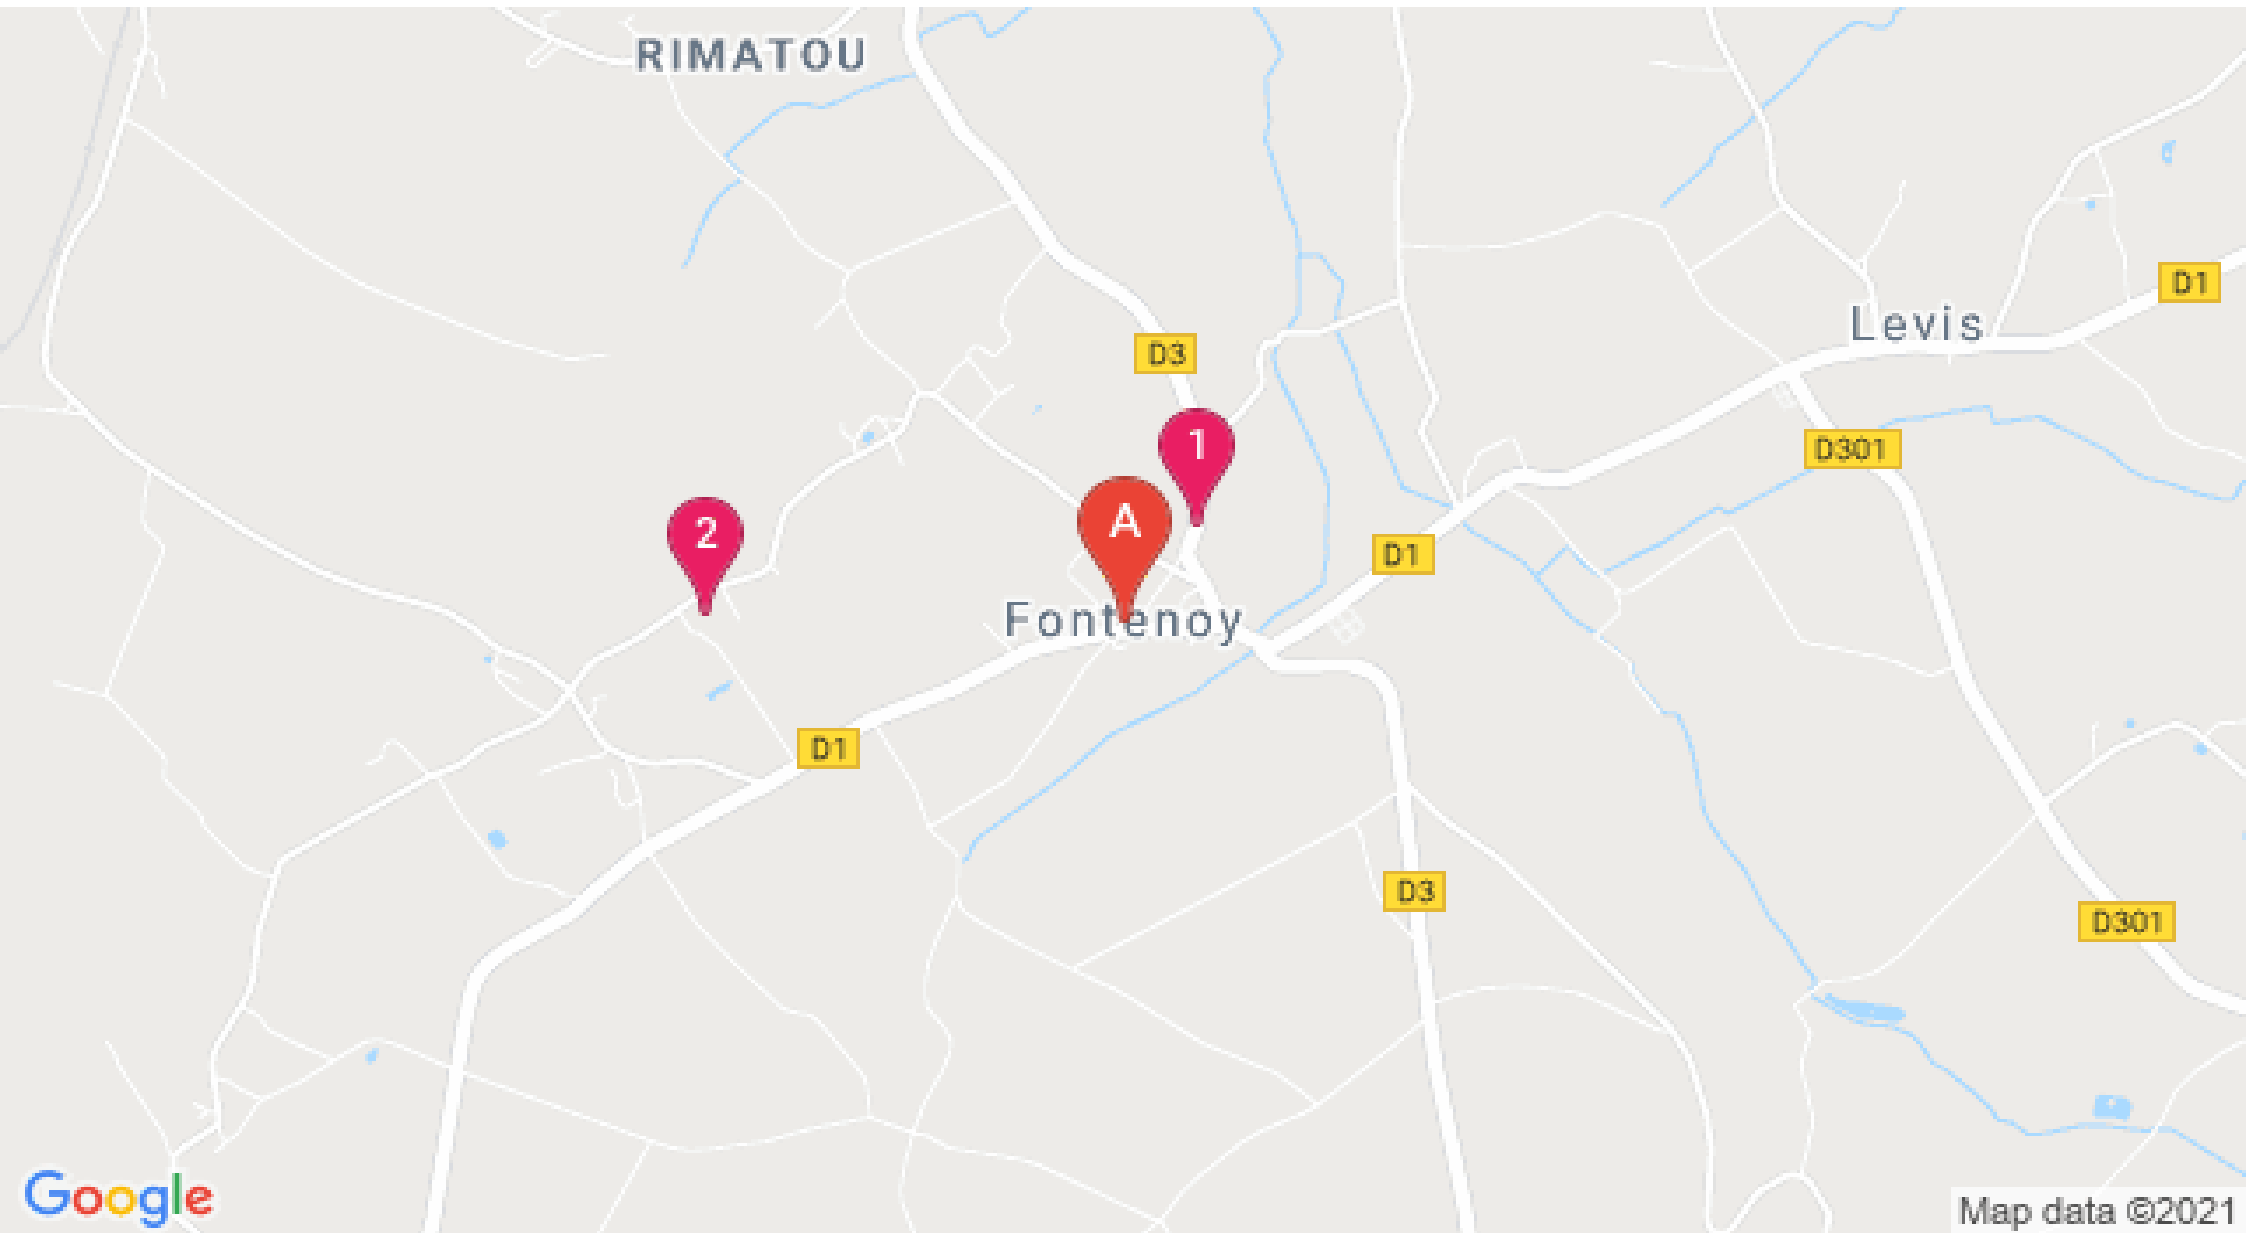 RIMATOU
D1
Levis
D3
1
D301
A
2
D1
Fontenoy
D1
D3
D301
Google
Map data ©2021